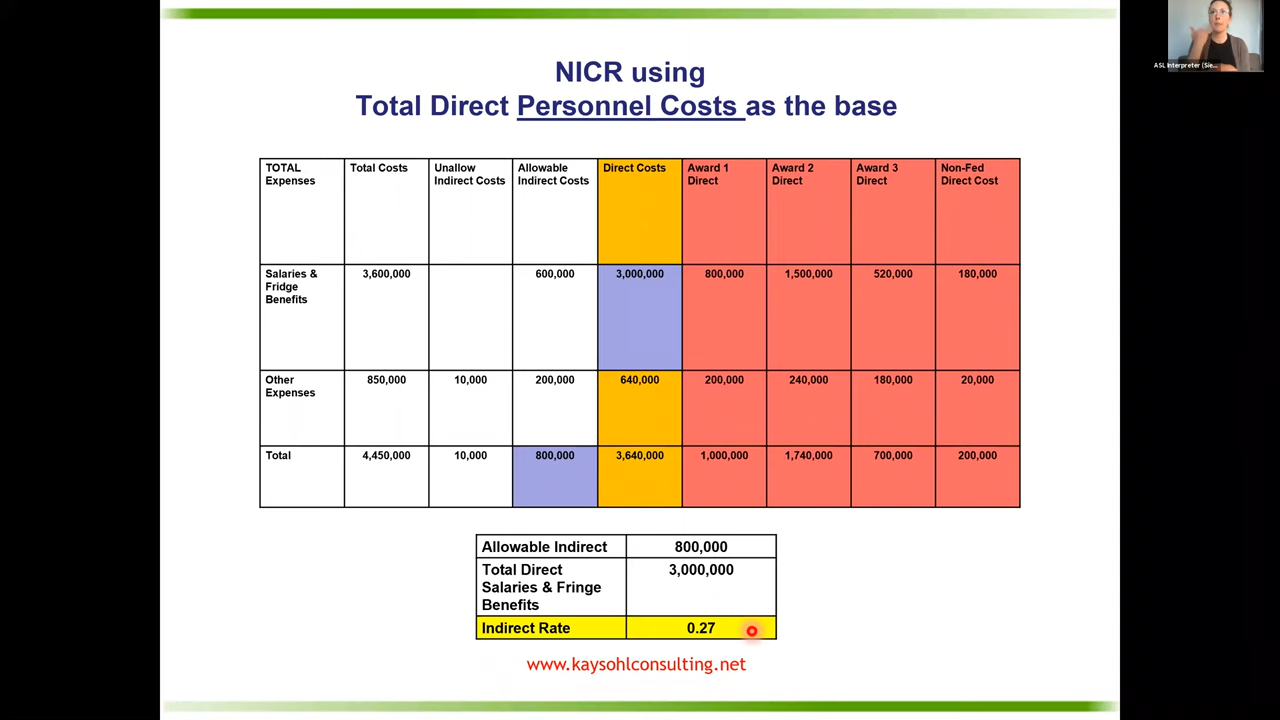 ASL Interpreter (Sie...
NICR using
Total Direct Personnel Costs as the base
TOTAL Expenses Total Costs Unallow Indirect Costs Allowable Indirect Costs Direct Costs Award 1 Direct Award 2 Direct Award 3 Direct Non-Fed Direct Cost
Salaries & Fridge Benefits 3,600,000 600,000 3,000,000 800,000 1,500,000 520,000 180,000
Other Expenses 850,000 10,000 200,000 640,000 200,000 240,000 180,000 20,000
Total 4,450,000 10,000 800,000 3,640,000 1,000,000 1,740,000 700,000 200,000
Allowable Indirect 800,000
Total Direct Salaries & Fringe Benefits 3,000,000
Indirect Rate 0.27
www.kaysohlconsulting.net